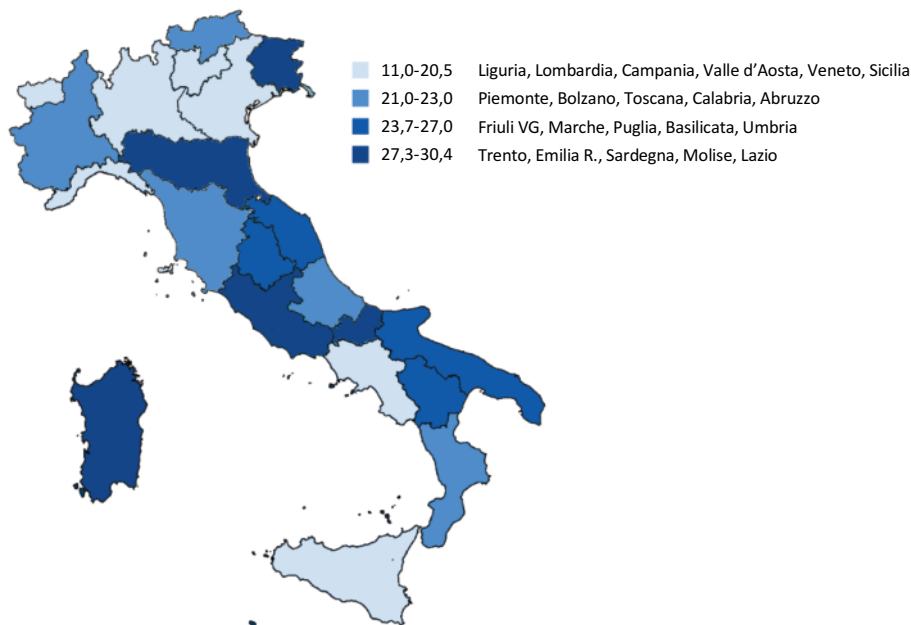 11,0-20,5 Liguria, Lombardia, Campania, Valle d’Aosta, Veneto, Sicilia
21,0-23,0 Piemonte, Bolzano, Toscana, Calabria, Abruzzo
23,7-27,0 Friuli VG, Marche, Puglia, Basilicata, Umbria
27,3-30,4 Trento, Emilia R., Sardegna, Molise, Lazio